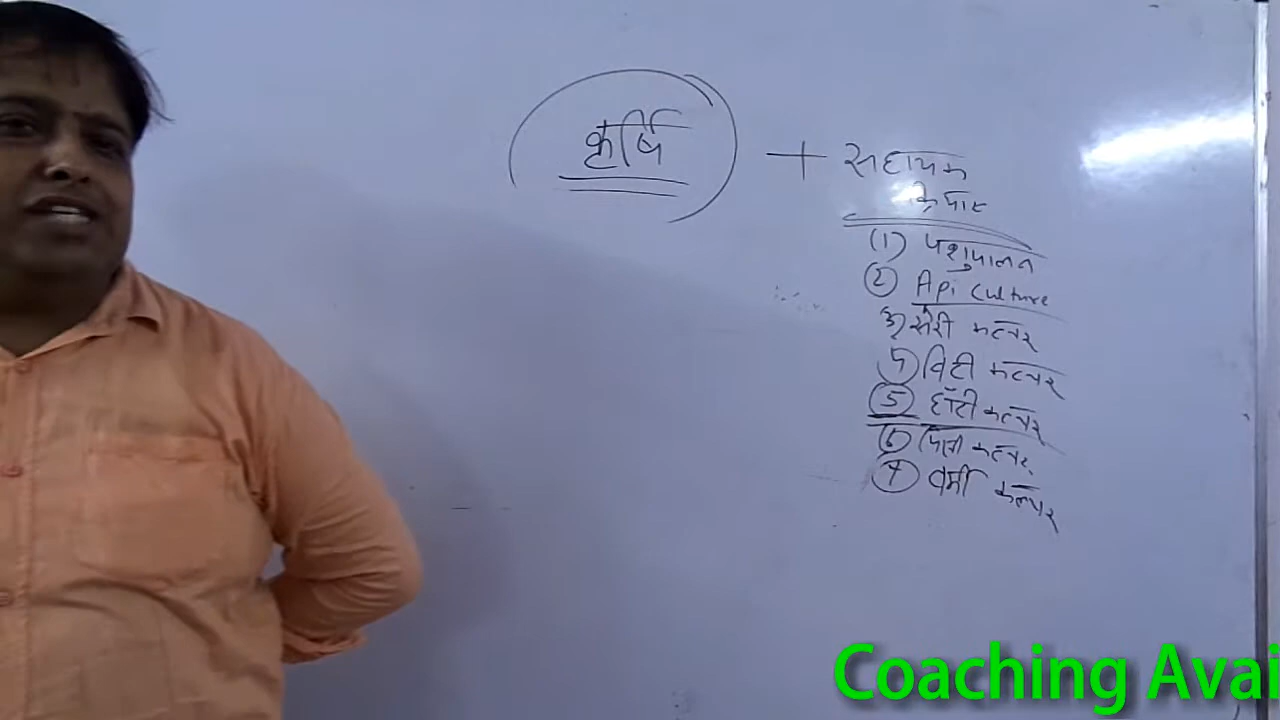 कृर्षि + सहायक
क्रियाए
(1) पशुपालन
(2) Api culture
3) सेरी कल्चर
4) विटी कल्चर
(5) हॉर्टी कल्चर
(6) पिसी कल्चर
(7) वर्मी कल्चर
Coaching Avai